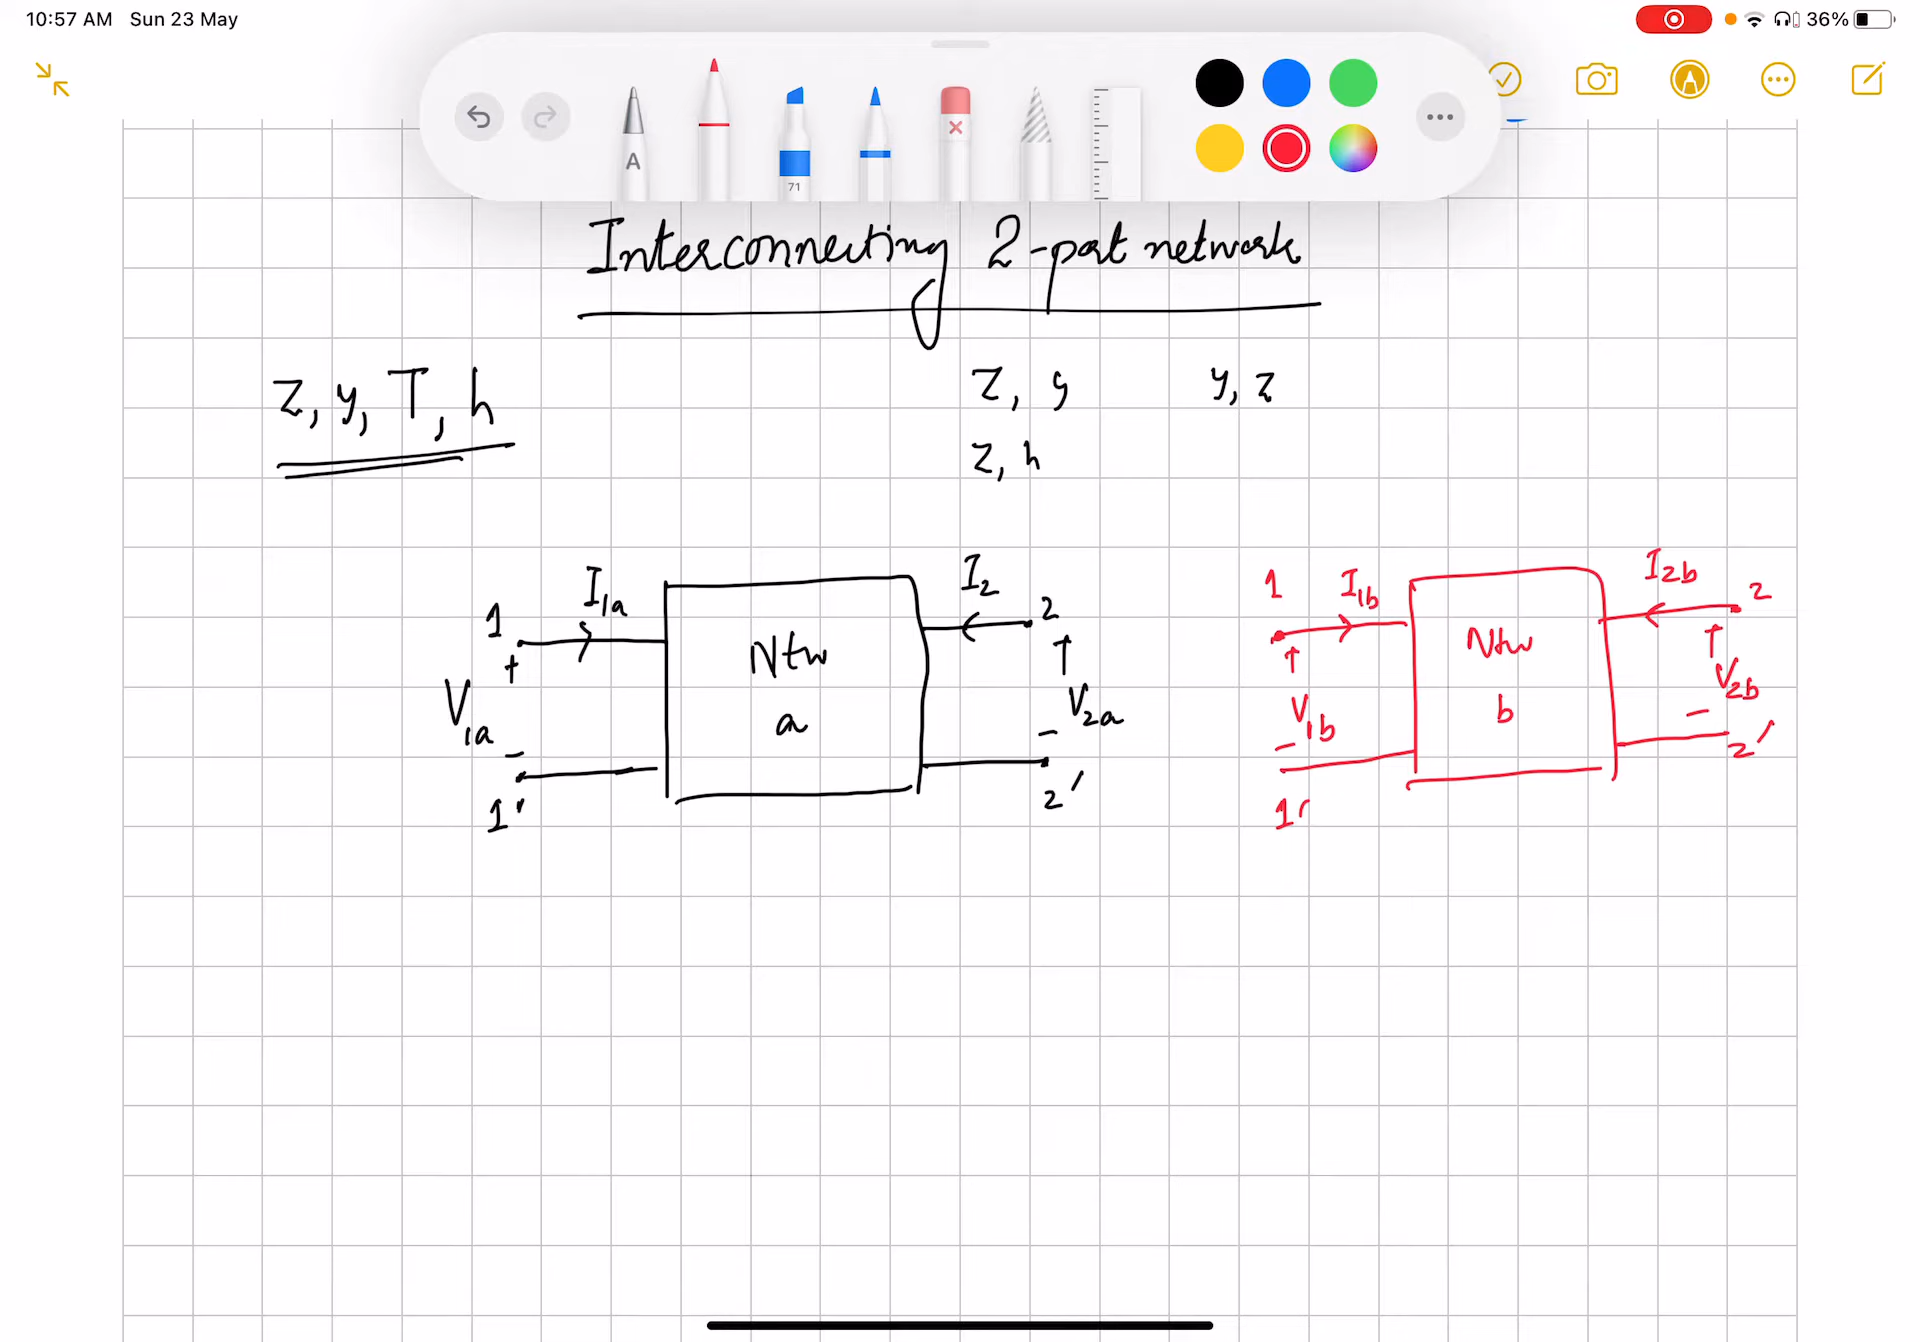 10:57 AM Sun 23 May
36%
A
71
Interconnecting 2-port network
z, y, T, h
z, y
y, z
z, h
I1a
I2
1
2
+
V1a
-
Ntw
a
V2a
-
1'
2'
1
I1b
I2b
2
Ntw
b
V1b
-
V2b
-
1'
2'